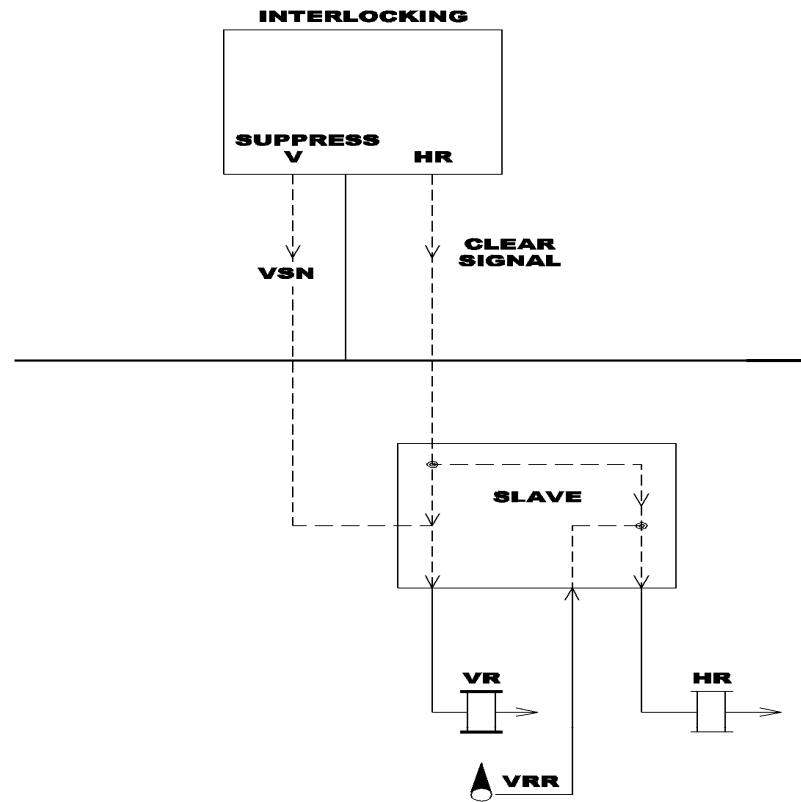 INTERLOCKING
SUPPRESS
V
HR
CLEAR
SIGNAL
VSN
SLAVE
VR
HR
VRR